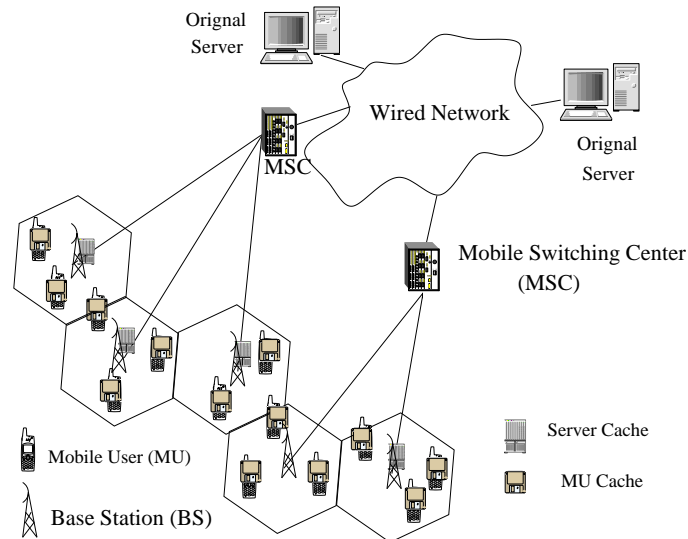 Orignal
Server
Wired Network
MSC
Orignal
Server
Mobile Switching Center
(MSC)
Server Cache
Mobile User (MU)
MU Cache
Base Station (BS)